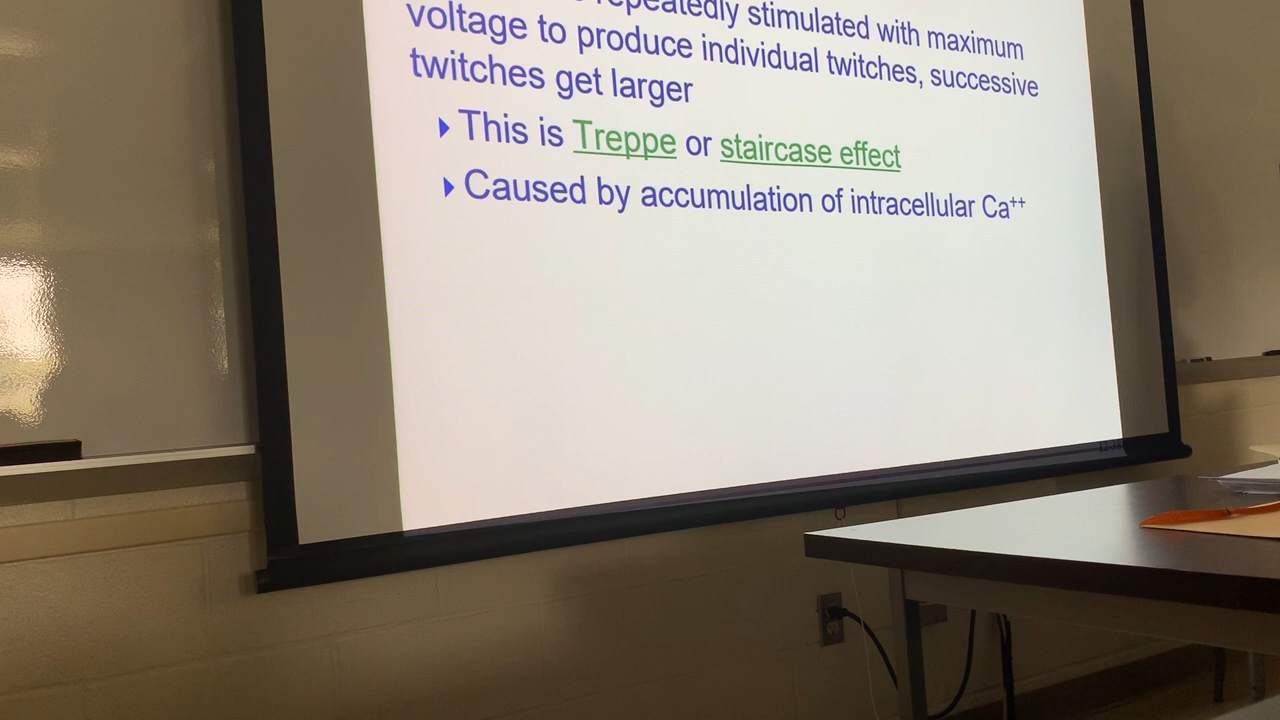 repeatedly stimulated with maximum
voltage to produce individual twitches, successive
twitches get larger
This is Treppe or staircase effect
Caused by accumulation of intracellular Ca++